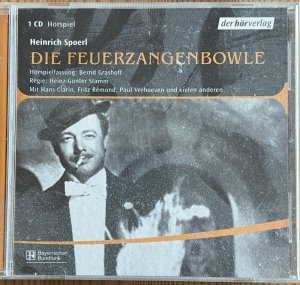 1 CD Hörspiel
der hörverlag
Heinrich Spoerl
DIE FEUERZANGENBOWLE
Hörspielfassung: Bernd Grashoff
Regie: Heinz-Günter Stamm
Mit Hans Clarin, Fritz Rémond, Paul Verhoeven und vielen anderen
Bayerischer
Rundfunk